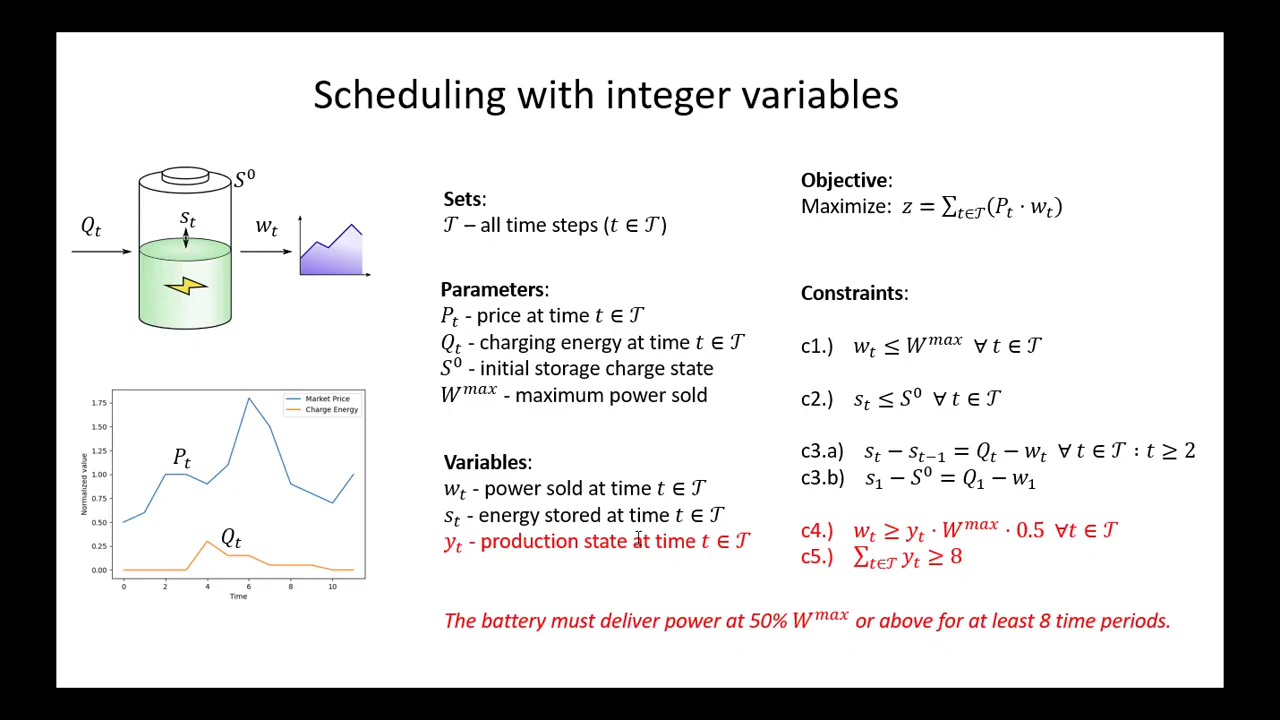 Scheduling with integer variables
S⁰
Q_t
s_t
w_t
Market Price
Charge Energy
P_t
Q_t
Normalized value
1.75
1.50
1.25
1.00
0.75
0.50
0.25
0.00
0 2 4 6 8 10
Time
Sets:
𝒯 – all time steps (t ∈ 𝒯)
Parameters:
P_t - price at time t ∈ 𝒯
Q_t - charging energy at time t ∈ 𝒯
S⁰ - initial storage charge state
W^max - maximum power sold
Variables:
w_t - power sold at time t ∈ 𝒯
s_t - energy stored at time t ∈ 𝒯
y_t - production state at time t ∈ 𝒯
Objective:
Maximize: z = ∑_{t∈𝒯}(P_t · w_t)
Constraints:
c1.) w_t ≤ W^max ∀ t ∈ 𝒯
c2.) s_t ≤ S⁰ ∀ t ∈ 𝒯
c3.a) s_t − s_{t−1} = Q_t − w_t ∀ t ∈ 𝒯 : t ≥ 2
c3.b) s_1 − S⁰ = Q_1 − w_1
c4.) w_t ≥ y_t · W^max · 0.5 ∀t ∈ 𝒯
c5.) ∑_{t∈𝒯} y_t ≥ 8
The battery must deliver power at 50% W^max or above for at least 8 time periods.